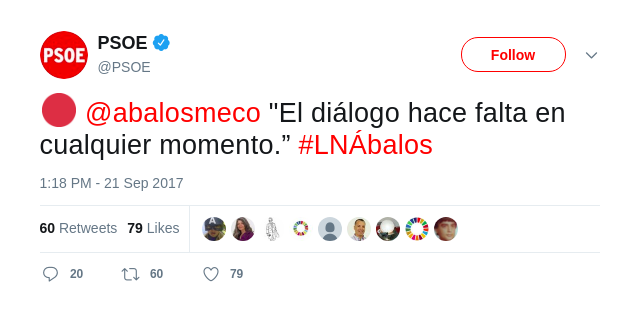 PSOE
PSOE
@PSOE
Follow
@abalosmeco "El diálogo hace falta en
cualquier momento.” #LNÁbalos
1:18 PM - 21 Sep 2017
60 Retweets 79 Likes
20 60 79